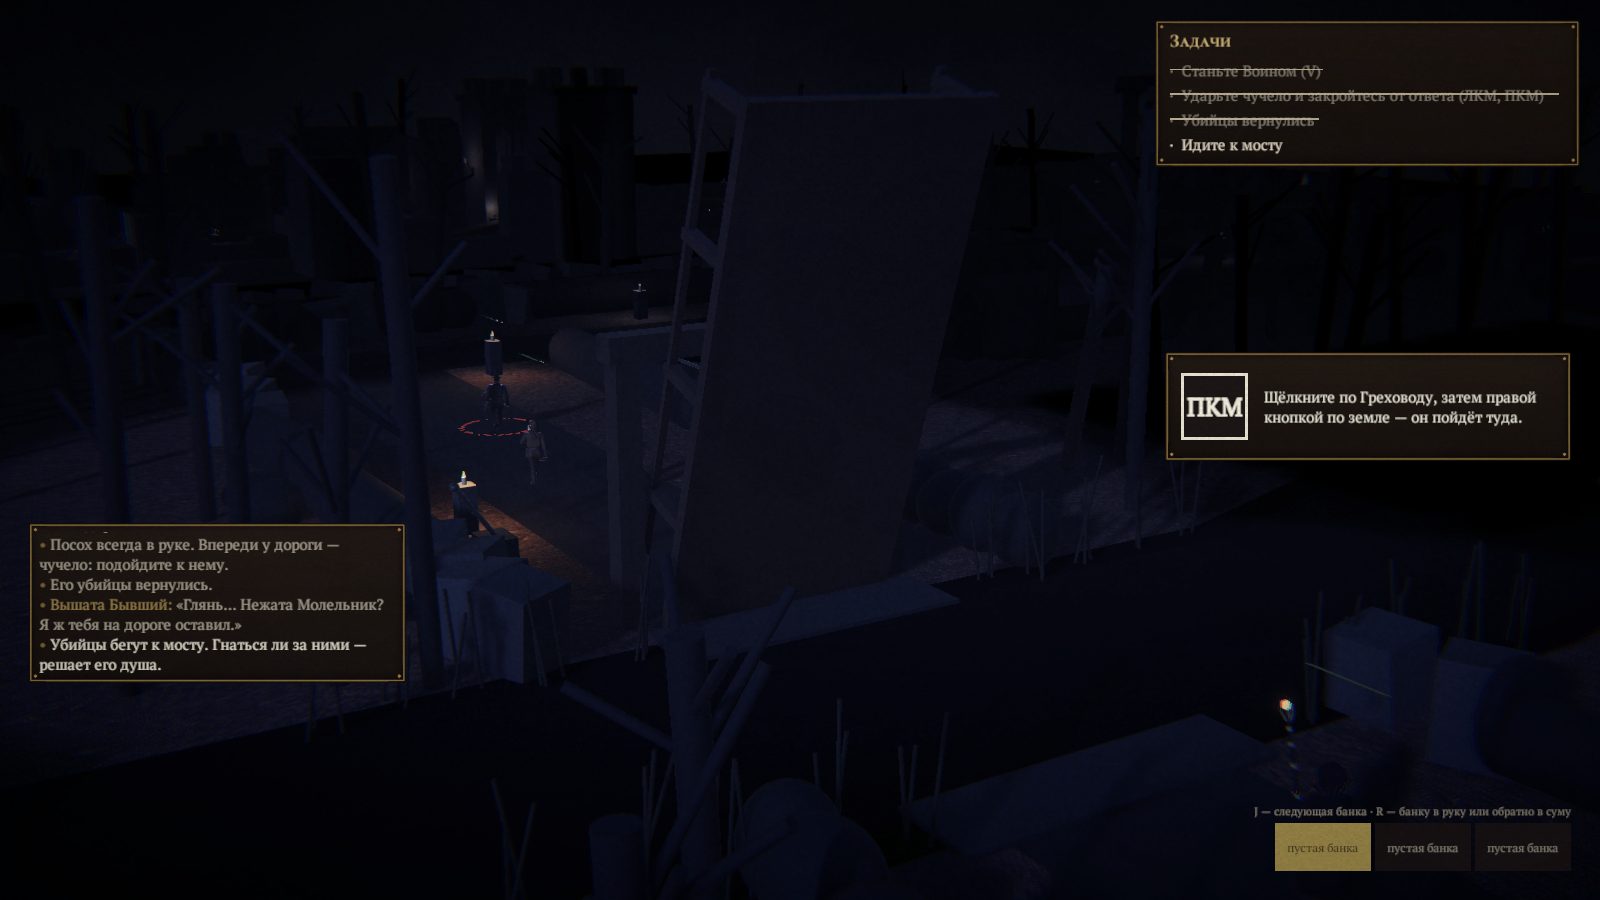 Задачи
· Станьте Воином (V)
· Ударьте чучело и закройтесь от ответа (ЛКМ, ПКМ)
· Убийцы вернулись
· Идите к мосту
ПКМ
Щёлкните по Греховоду, затем правой
кнопкой по земле — он пойдёт туда.
• Посох всегда в руке. Впереди у дороги —
чучело: подойдите к нему.
• Его убийцы вернулись.
• Вышата Бывший: «Глянь... Нежата Молельник?
Я ж тебя на дороге оставил.»
• Убийцы бегут к мосту. Гнаться ли за ними —
решает его душа.
J — следующая банка · R — банку в руку или обратно в суму
пустая банка
пустая банка
пустая банка